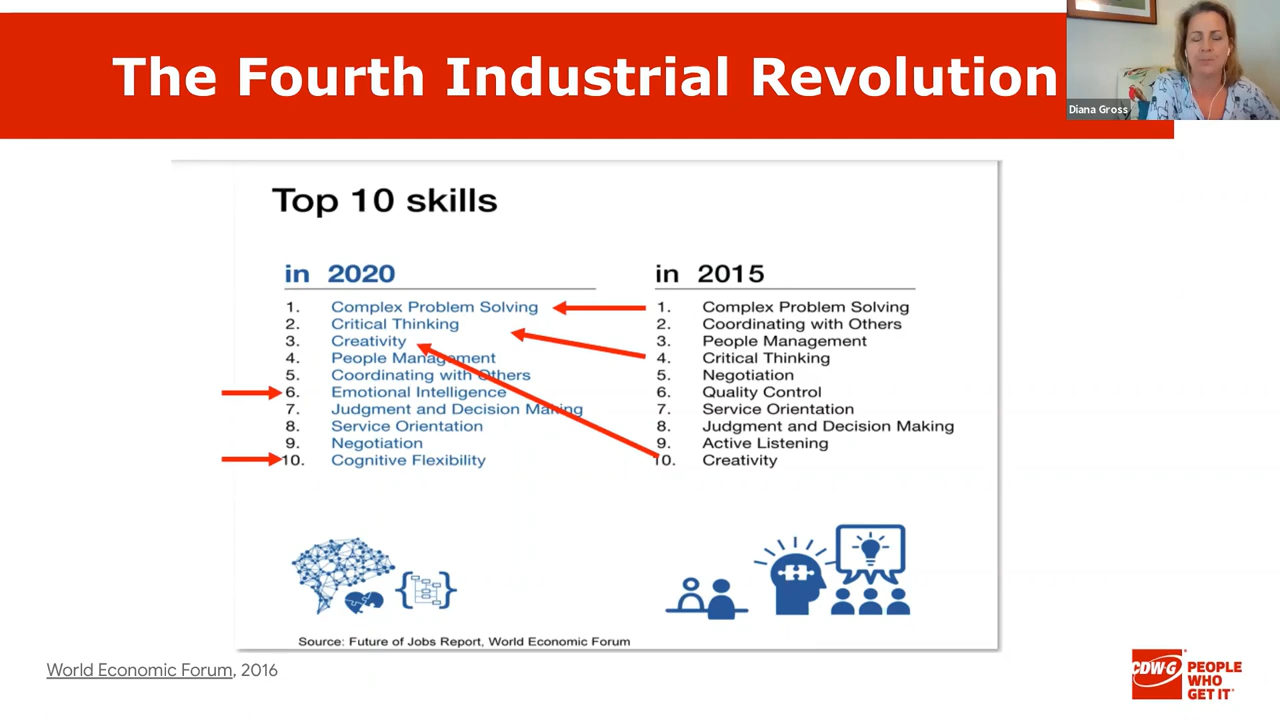 The Fourth Industrial Revolution
Diana Gross
Top 10 skills
in 2020
1. Complex Problem Solving
2. Critical Thinking
3. Creativity
4. People Management
5. Coordinating with Others
6. Emotional Intelligence
7. Judgment and Decision Making
8. Service Orientation
9. Negotiation
10. Cognitive Flexibility
in 2015
1. Complex Problem Solving
2. Coordinating with Others
3. People Management
4. Critical Thinking
5. Negotiation
6. Quality Control
7. Service Orientation
8. Judgment and Decision Making
9. Active Listening
10. Creativity
Source: Future of Jobs Report, World Economic Forum
World Economic Forum, 2016
CDW·G
PEOPLE
WHO
GET IT